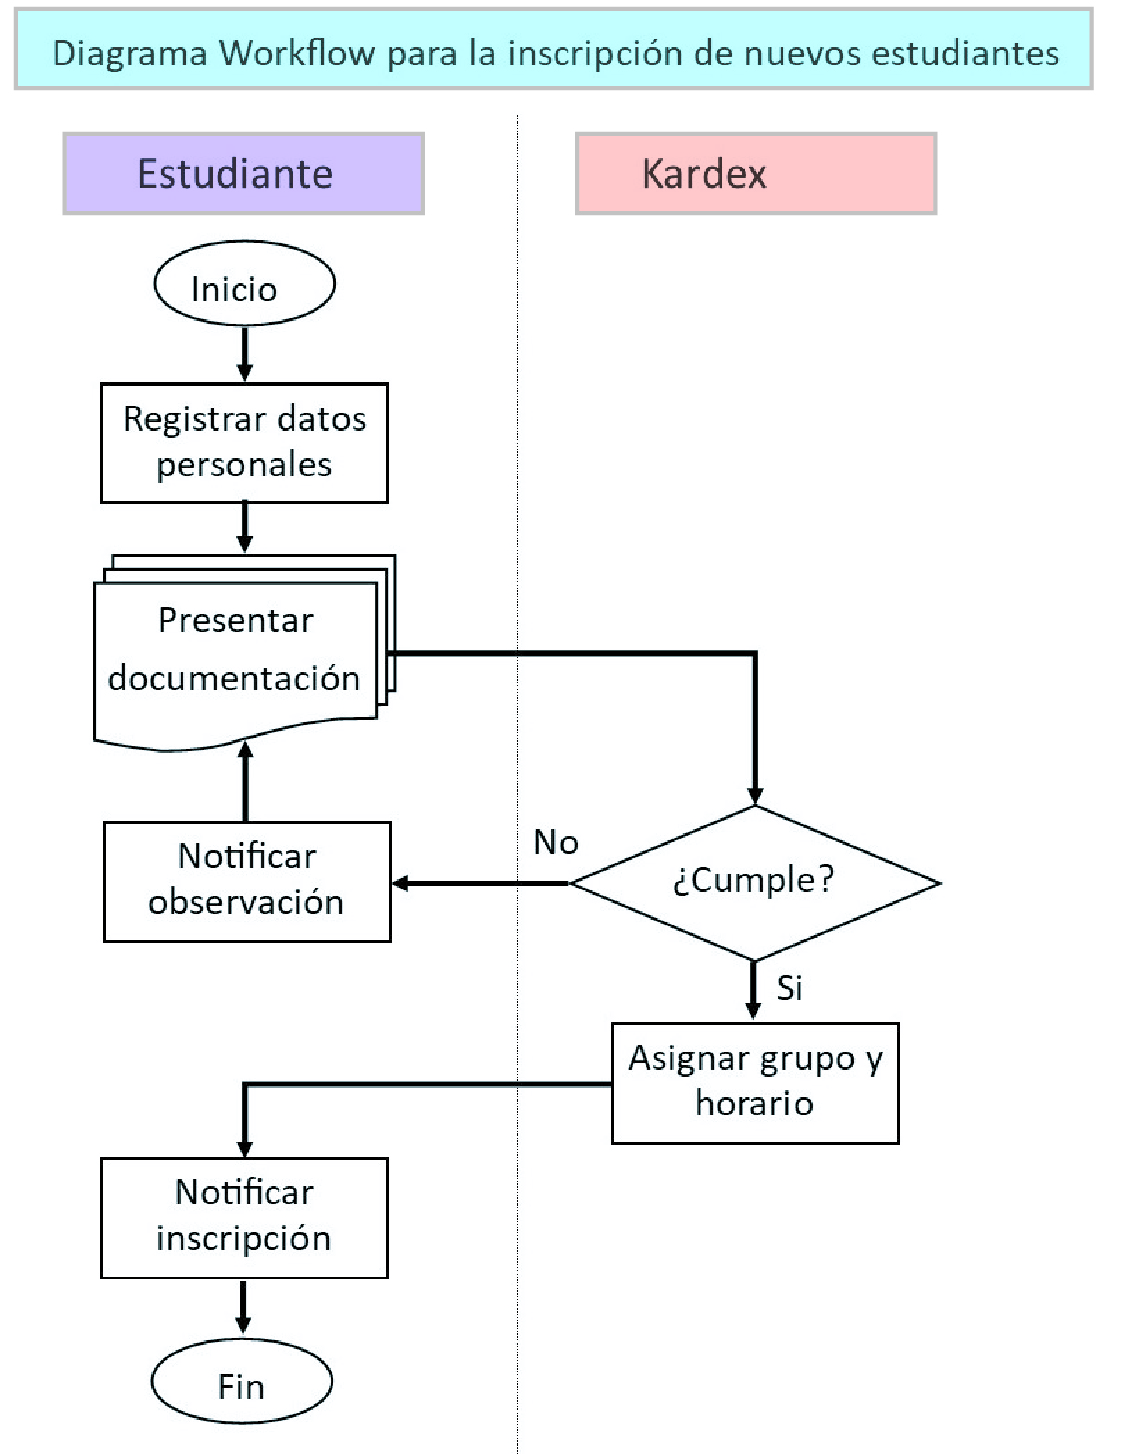 Diagrama Workflow para la inscripción de nuevos estudiantes
Estudiante
Kardex
Inicio
Registrar datos
personales
Presentar
documentación
Notificar
observación
No
¿Cumple?
Si
Asignar grupo y
horario
Notificar
inscripción
Fin